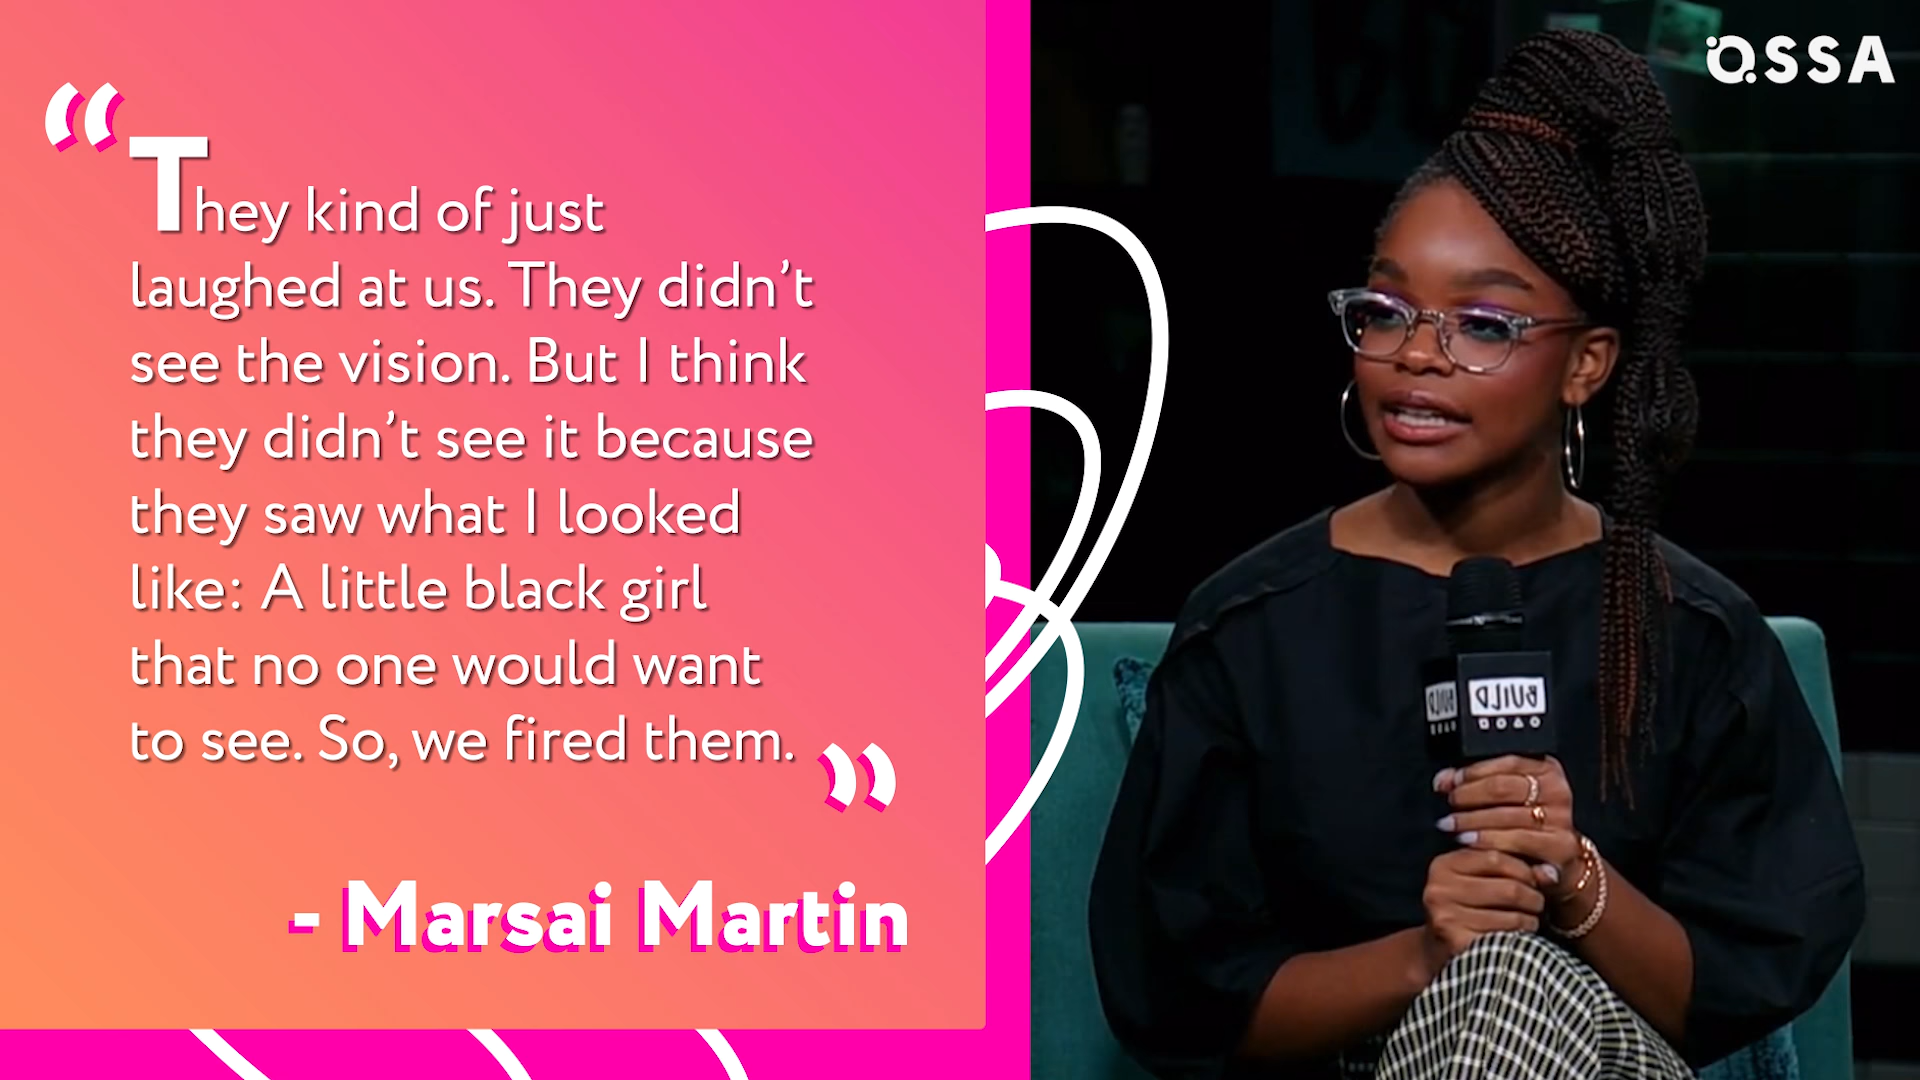 “They kind of just
laughed at us. They didn’t
see the vision. But I think
they didn’t see it because
they saw what I looked
like: A little black girl
that no one would want
to see. So, we fired them.”
- Marsai Martin
OSSA
BUILD
BUILD